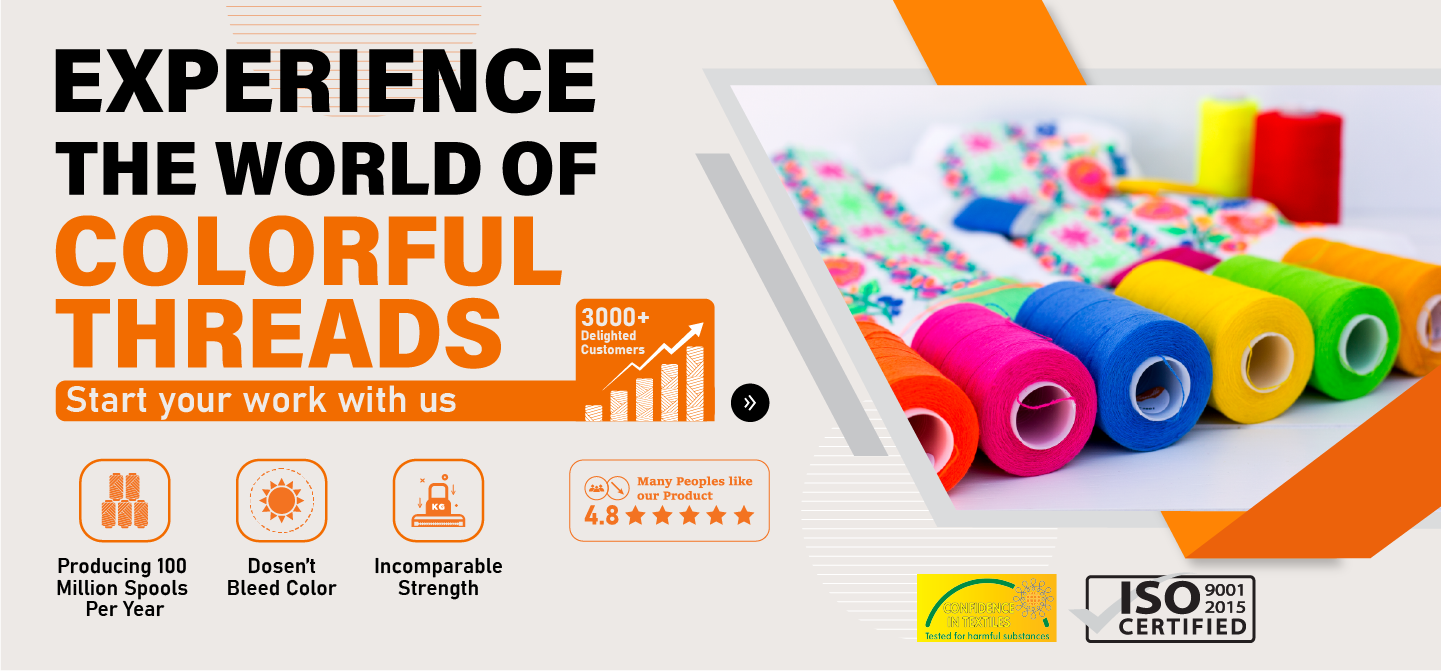 EXPERIENCE
THE WORLD OF
COLORFUL
THREADS
Start your work with us
3000+
Delighted
Customers
»
KG
Producing 100
Million Spools
Per Year
Dosen't
Bleed Color
Incomparable
Strength
Many Peoples like
our Product
4.8
CONFIDENCE
IN TEXTILES
Tested for harmful substances
ISO 9001
2015
CERTIFIED